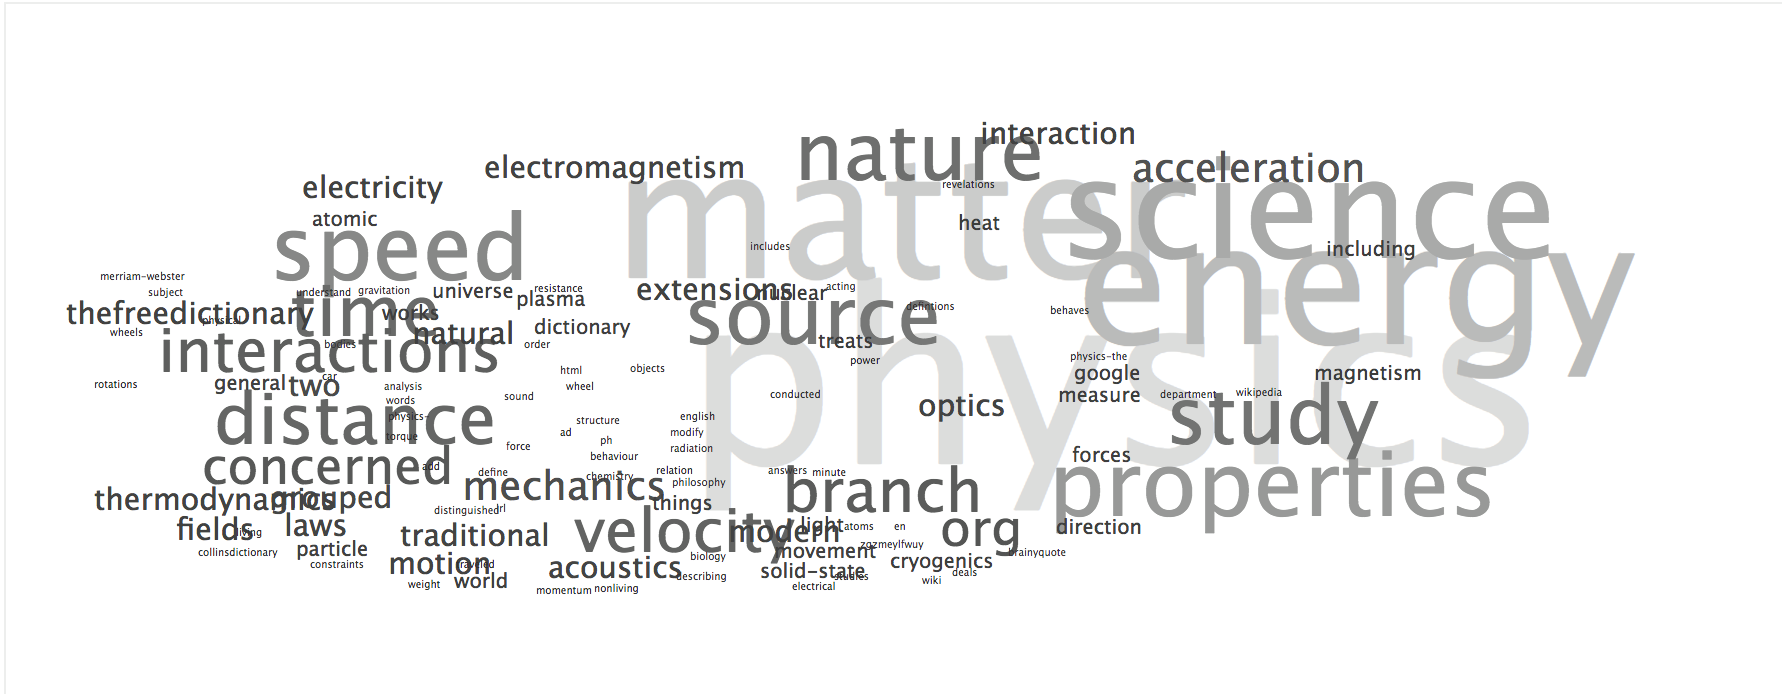 nature
interaction
electromagnetism
matter
acceleration
electricity
revelations
science
atomic
heat
speed
includes
including
energy
merriam-webster
subject
understand
gravitation
universe
resistance
plasma
extensions
nuclear
acting
thefreedictionary
physical
time
works
source
definitions
behaves
wheels
natural
dictionary
treats
interactions
bodies
order
power
physics-the
physics
html
objects
google
magnetism
rotations
general
two
car
analysis
wheel
measure
department
wikipedia
words
sound
conducted
optics
study
distance
physics-
structure
english
torque
ad
modify
force
ph
radiation
behaviour
forces
concerned
add
define
chemistry
relation
philosophy
answers
minute
properties
mechanics
branch
thermodynamics
grouped
things
distinguished
rl
fields
living
laws
traditional
velocity
modern
light
atoms
en
org
direction
collinsdictionary
particle
constraints
motion
traveled
biology
movement
zgzmeylfwuy
brainyquote
weight
world
acoustics
describing
solid-state
studies
cryogenics
deals
momentum
nonliving
electrical
wiki